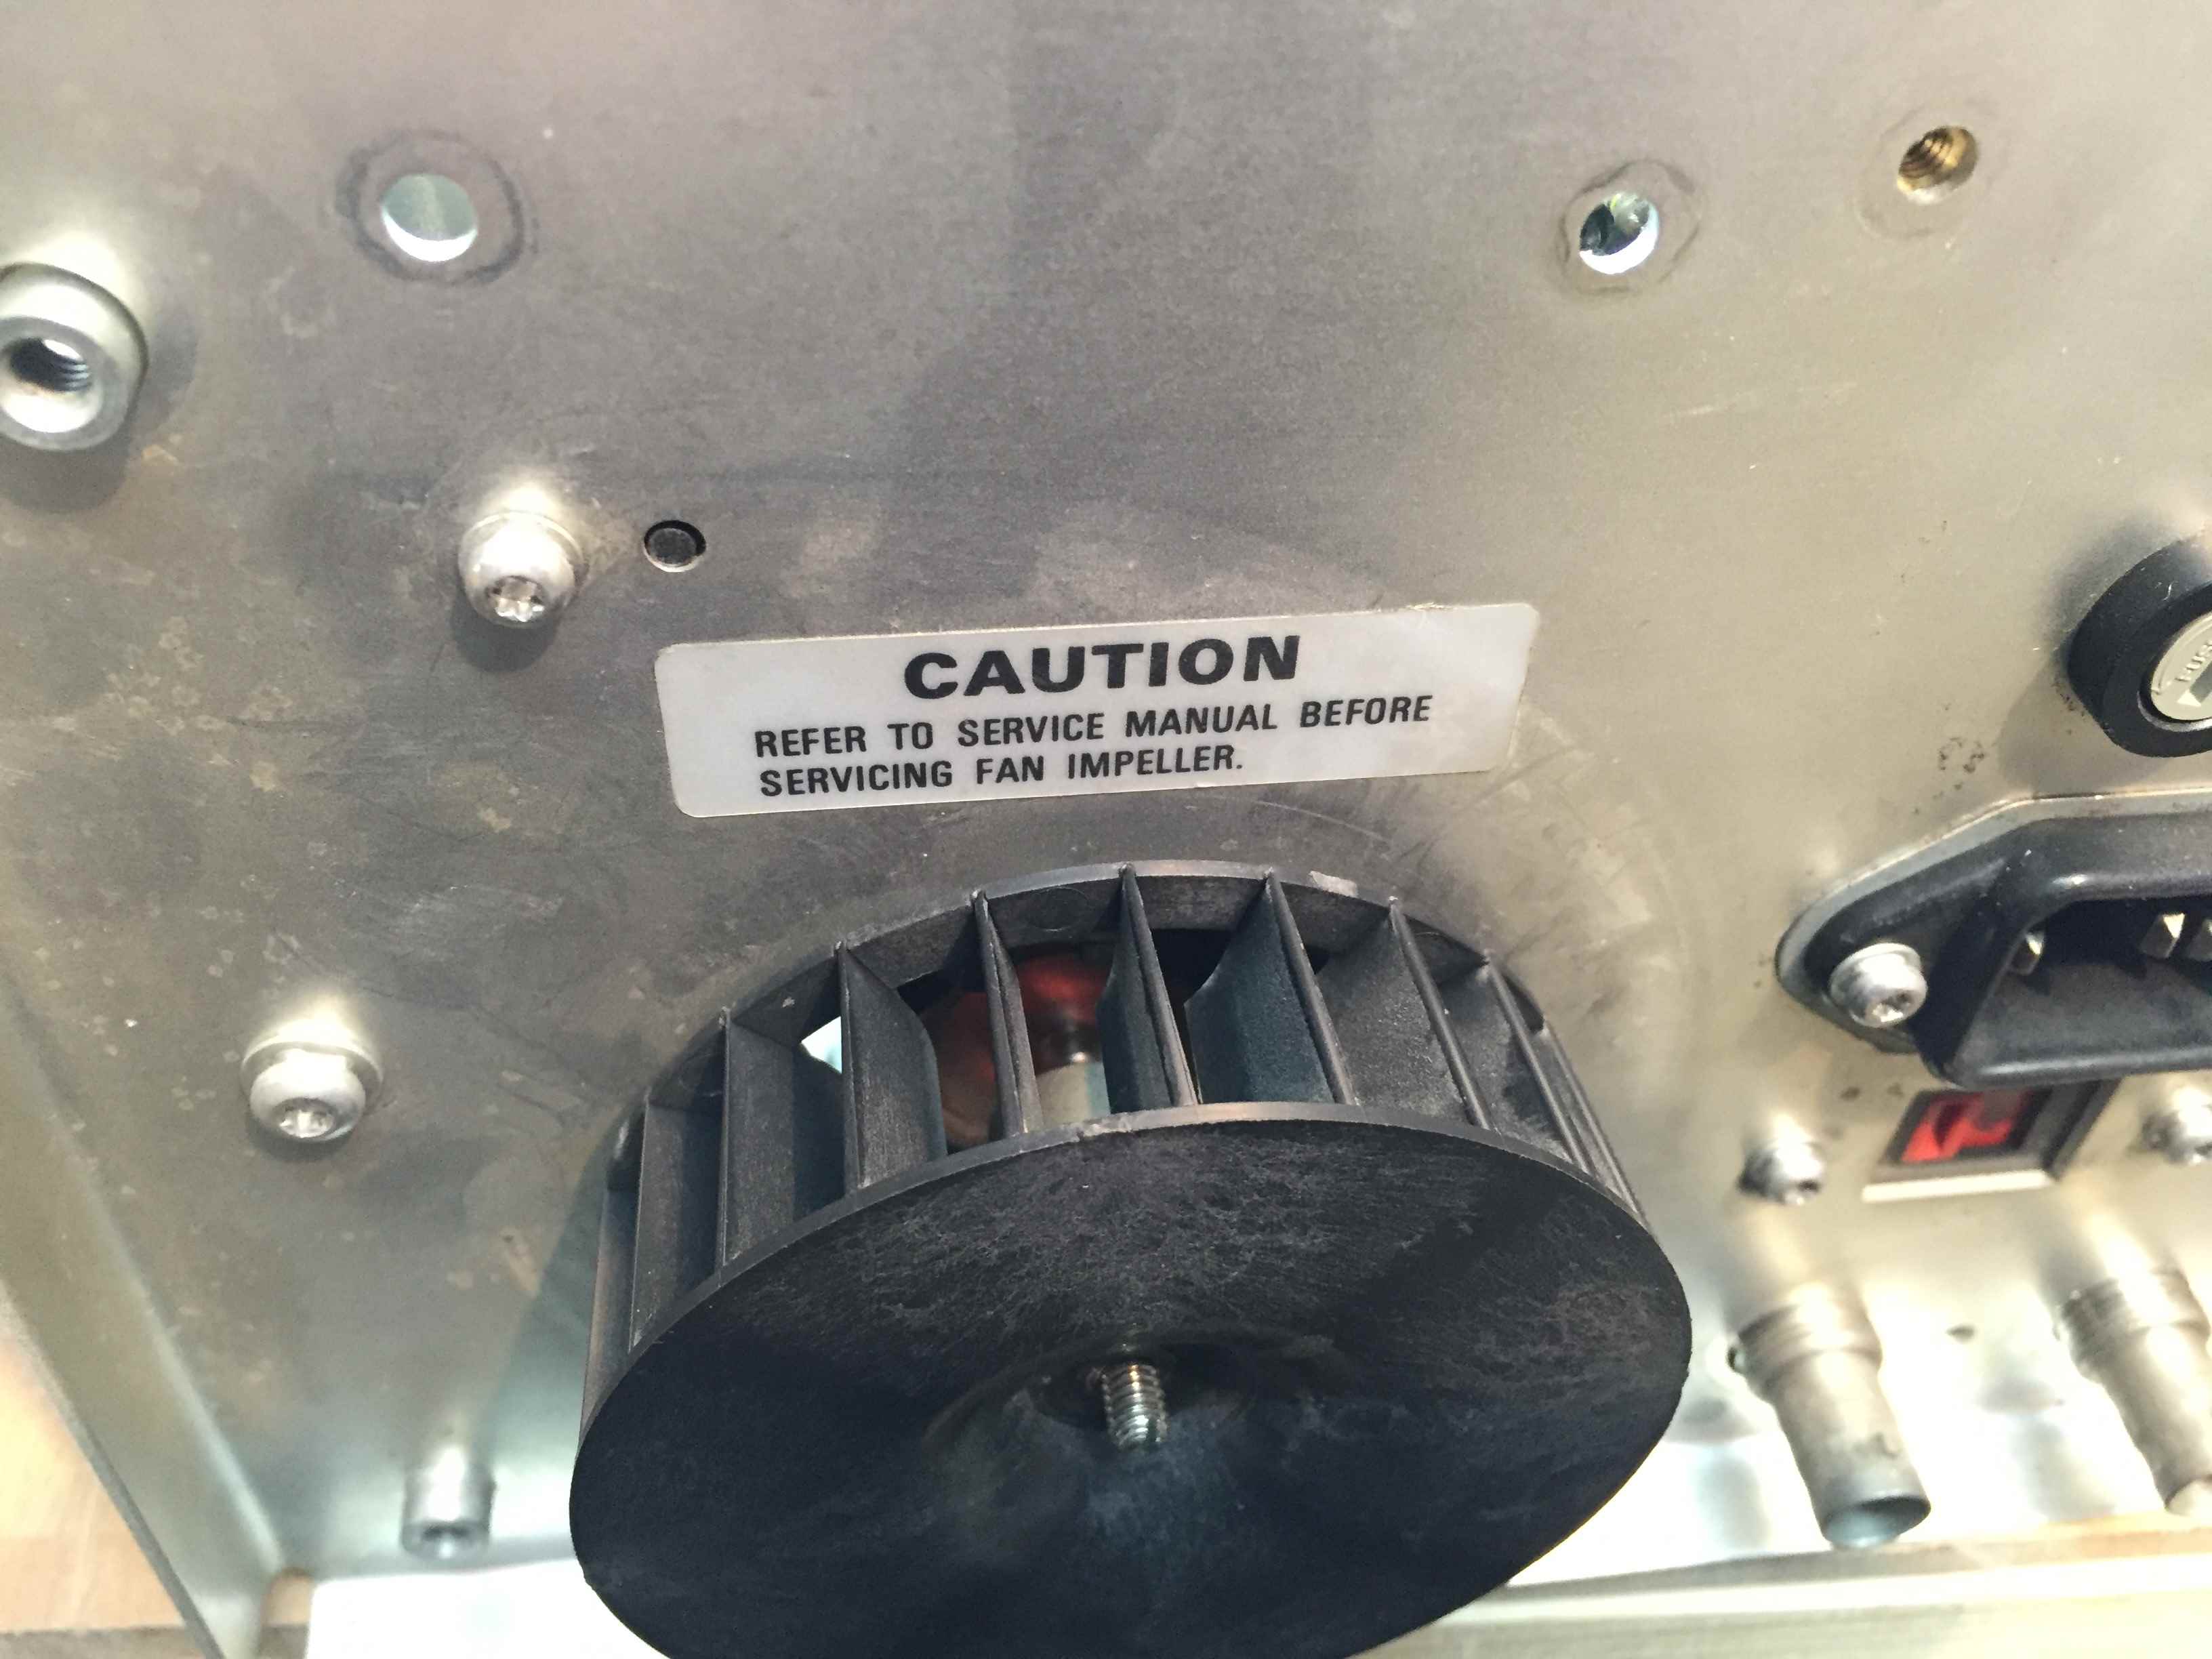 CAUTION
REFER TO SERVICE MANUAL BEFORE
SERVICING FAN IMPELLER.